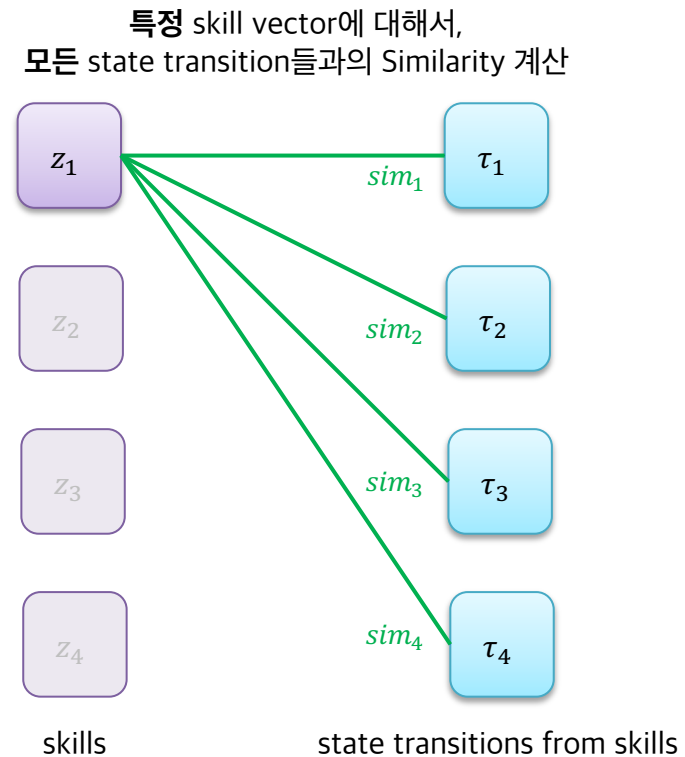 특정 skill vector에 대해서,
모든 state transition들과의 Similarity 계산
z₁
τ₁
sim₁
z₂
τ₂
sim₂
z₃
τ₃
sim₃
z₄
τ₄
sim₄
skills
state transitions from skills